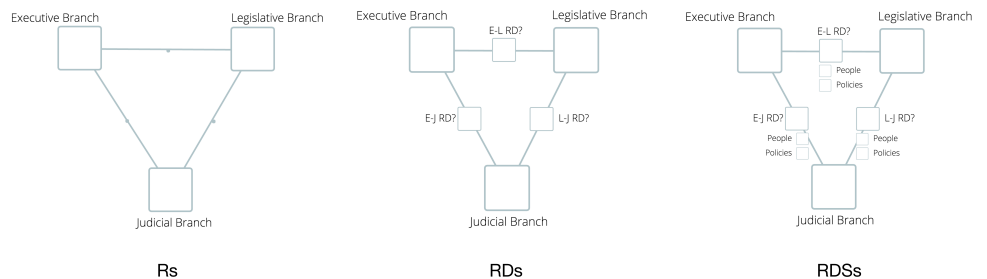 Executive Branch
Legislative Branch
Judicial Branch
Rs
Executive Branch
Legislative Branch
E-L RD?
E-J RD?
L-J RD?
Judicial Branch
RDs
Executive Branch
Legislative Branch
E-L RD?
People
Policies
E-J RD?
People
Policies
L-J RD?
People
Policies
Judicial Branch
RDSs